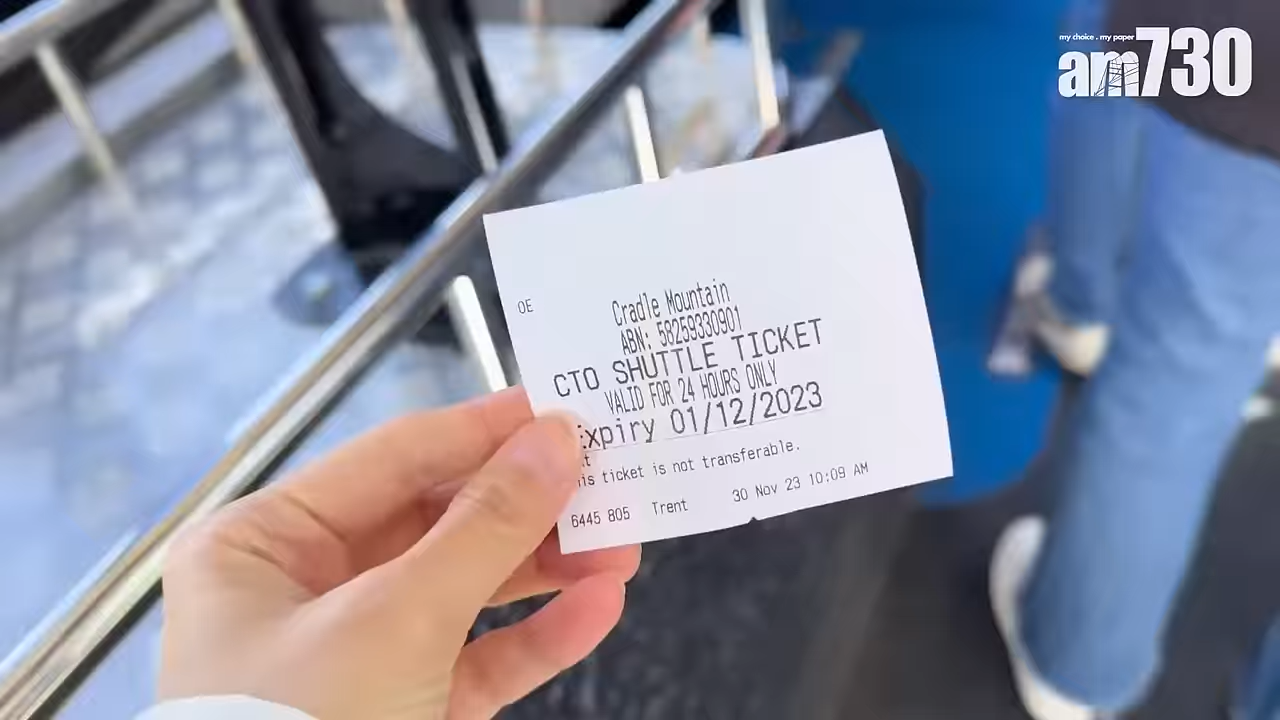 my choice . my paper
am730
OE
Cradle Mountain
ABN: 58259330901
CTO SHUTTLE TICKET
VALID FOR 24 HOURS ONLY
Expiry 01/12/2023
is ticket is not transferable.
6445 805 Trent 30 Nov 23 10:09 AM